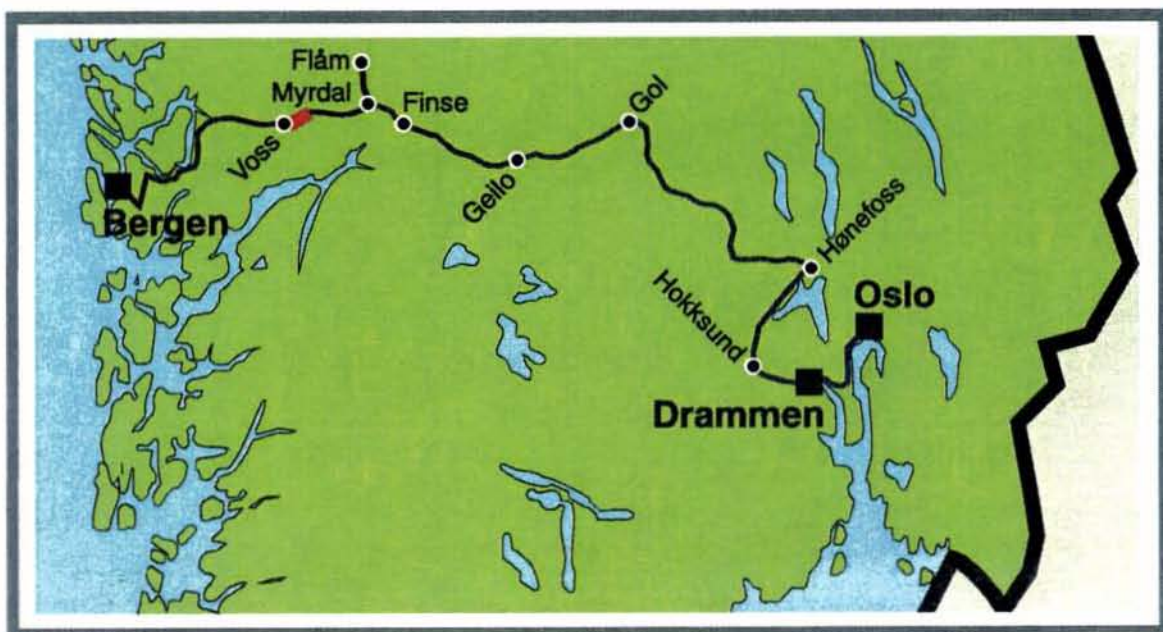 Flåm
Myrdal
Finse
Gol
Voss
Geilo
Bergen
Hønefoss
Hokksund
Oslo
Drammen